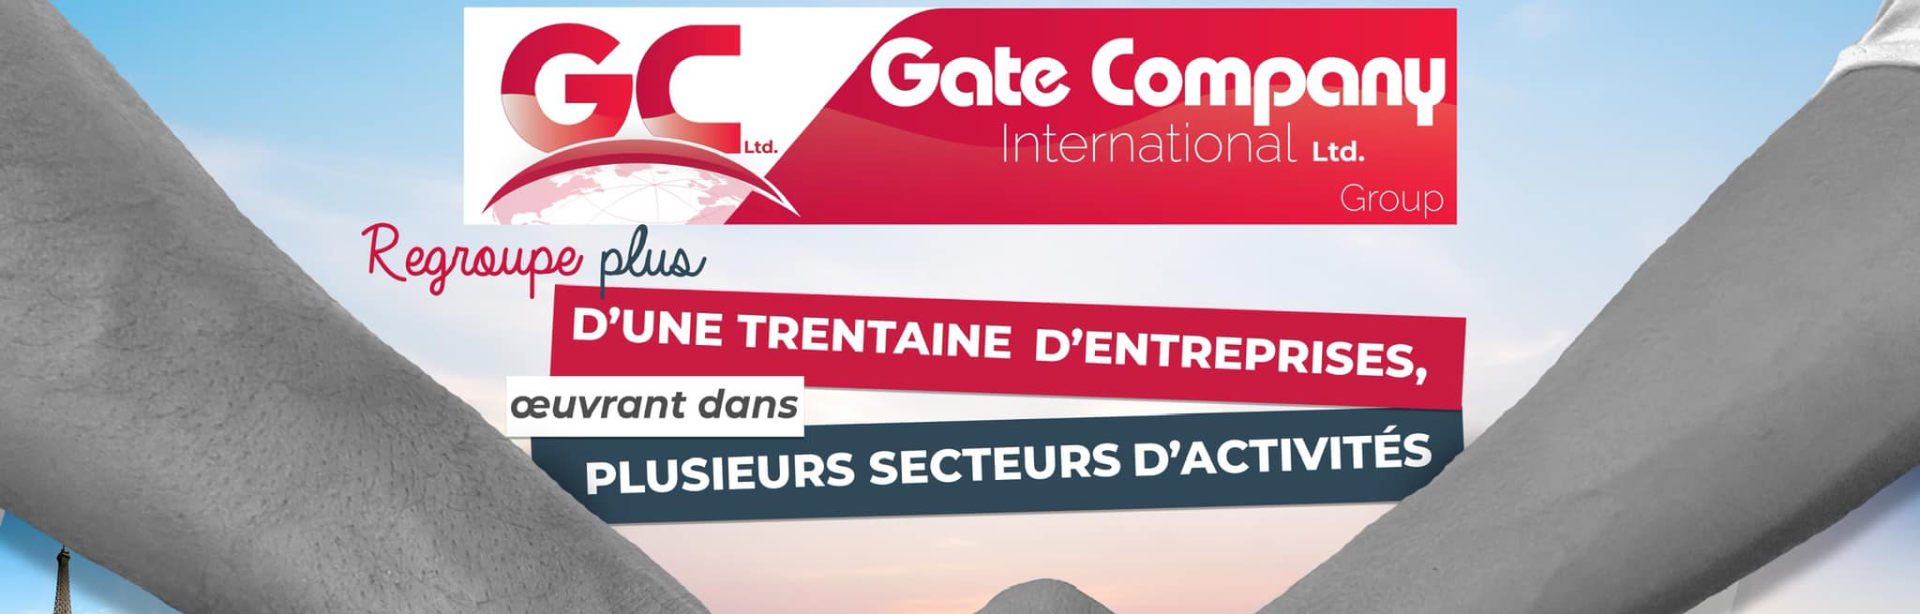 GC
Ltd.
Gate Company
International Ltd.
Group
Regroupe plus
D'UNE TRENTAINE D'ENTREPRISES,
œuvrant dans
PLUSIEURS SECTEURS D'ACTIVITÉS